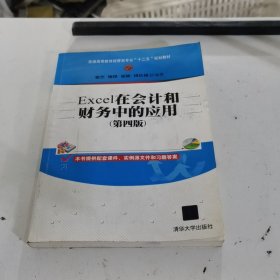 普通高等教育经管类专业“十二五”规划教材
Excel在会计和
财务中的应用
(第四版)
本书提供配套课件、实例源文件和习题答案
清华大学出版社